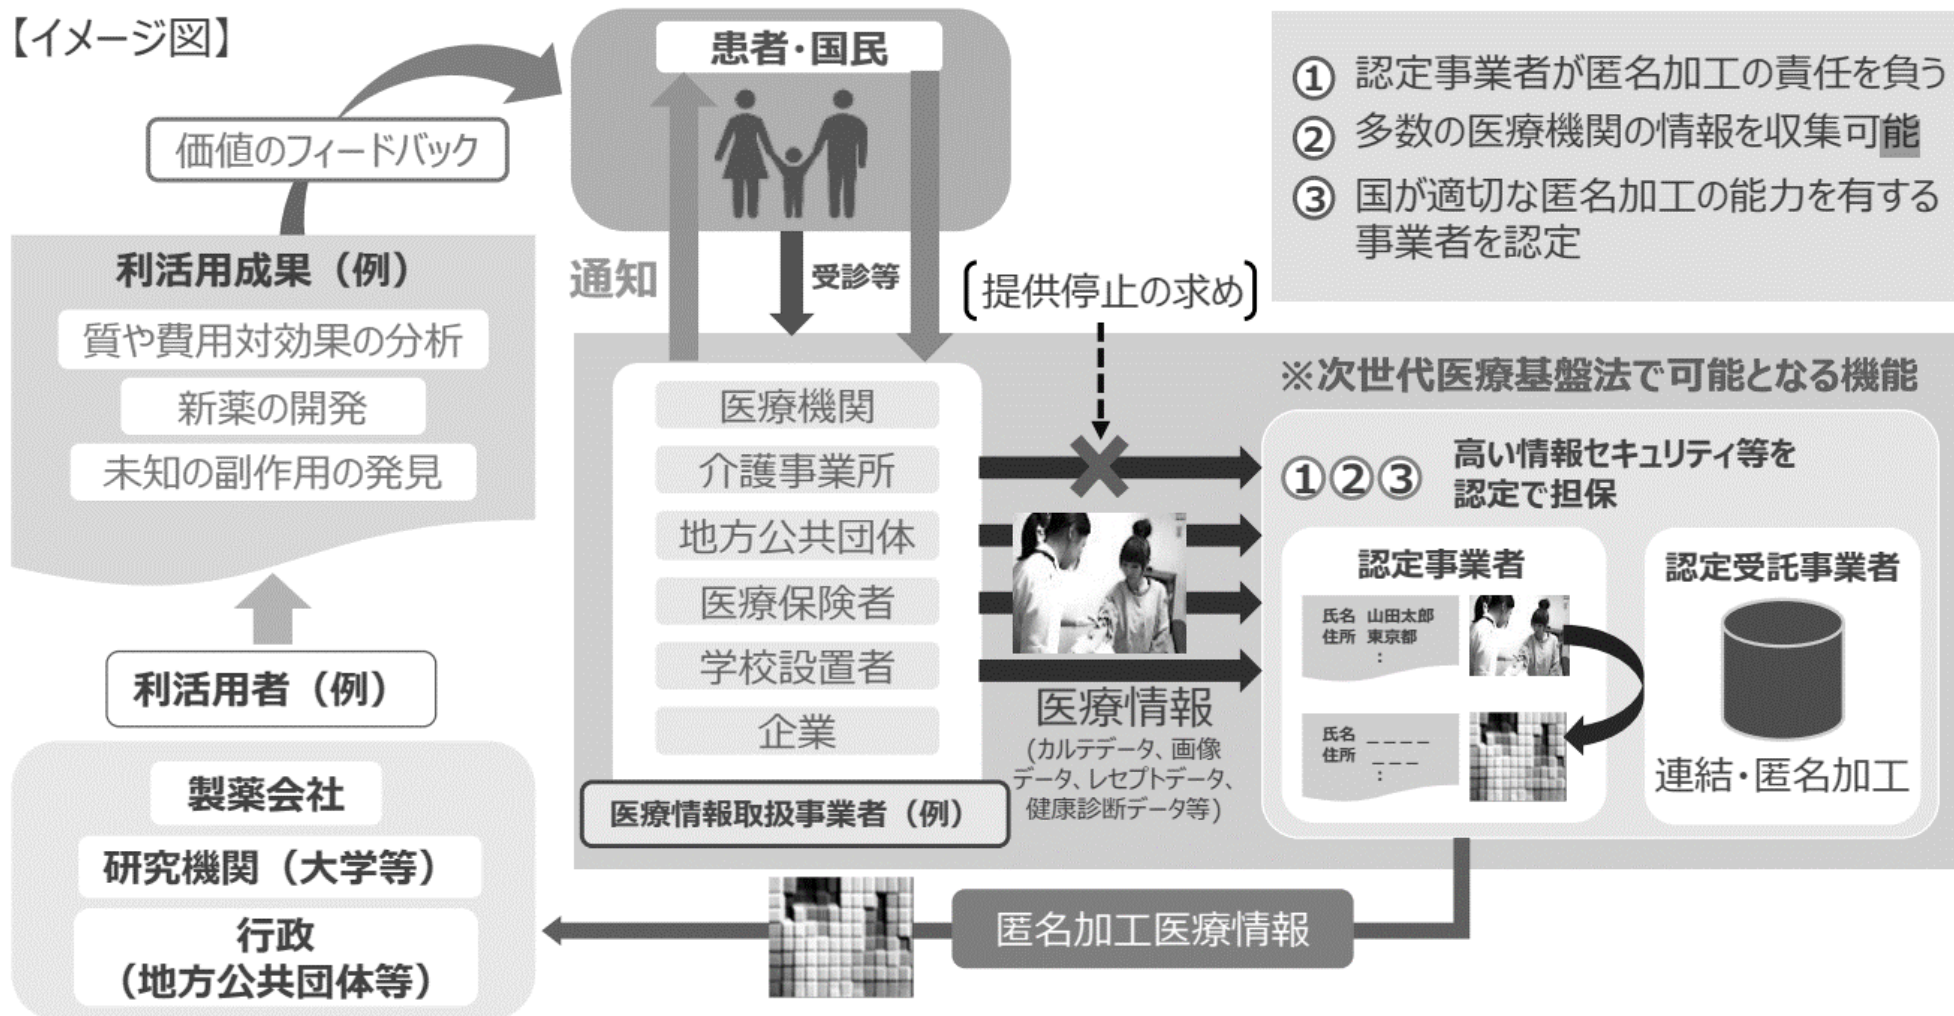 【イメージ図】
患者・国民
① 認定事業者が匿名加工の責任を負う
② 多数の医療機関の情報を収集可能
③ 国が適切な匿名加工の能力を有する
事業者を認定
価値のフィードバック
利活用成果（例）
質や費用対効果の分析
新薬の開発
未知の副作用の発見
利活用者（例）
製薬会社
研究機関（大学等）
行政
（地方公共団体等）
通知
受診等
提供停止の求め
医療機関
介護事業所
地方公共団体
医療保険者
学校設置者
企業
医療情報取扱事業者（例）
医療情報
(カルテデータ、画像
データ、レセプトデータ、
健康診断データ等)
※次世代医療基盤法で可能となる機能
①②③
高い情報セキュリティ等を
認定で担保
認定事業者
氏名 山田太郎
住所 東京都
:
氏名 ＿＿＿＿
住所 ＿＿＿
:
認定受託事業者
連結・匿名加工
匿名加工医療情報